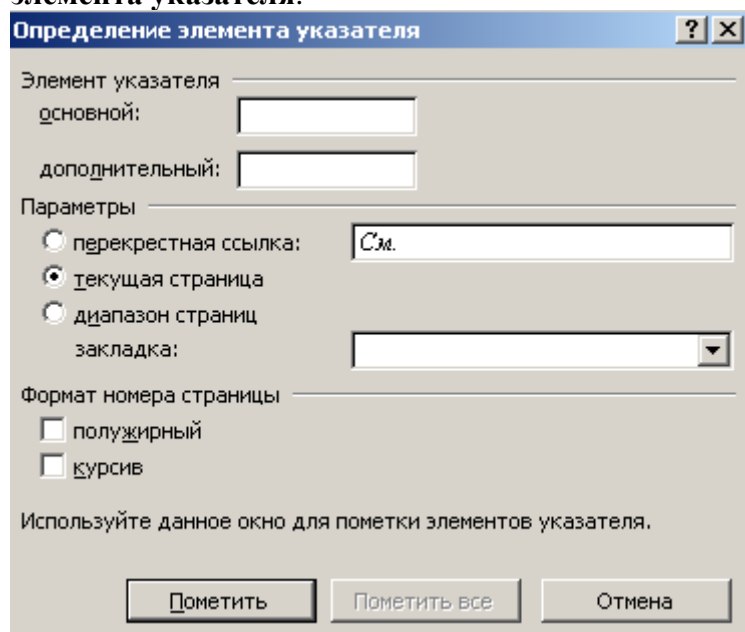 элемента указателя.
Определение элемента указателя
Элемент указателя
основной:
дополнительный:
Параметры
перекрестная ссылка: См.
текущая страница
диапазон страниц
закладка:
Формат номера страницы
полужирный
курсив
Используйте данное окно для пометки элементов указателя.
Пометить Пометить все Отмена